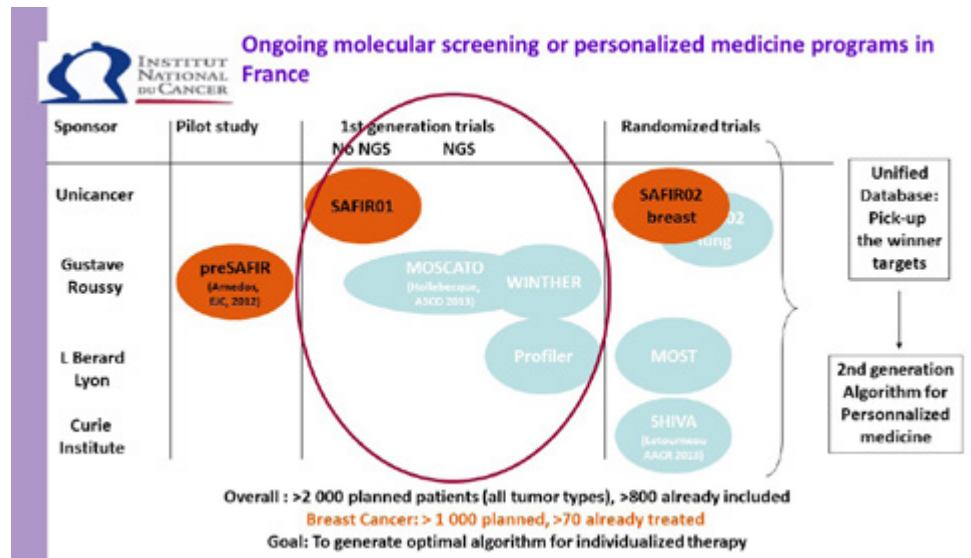 INSTITUT
NATIONAL
DU CANCER
Ongoing molecular screening or personalized medicine programs in
France
Sponsor
Pilot study
1st generation trials
No NGS
NGS
Randomized trials
Unicancer
SAFIR01
SAFIR02
breast
02
lung
Gustave
Roussy
preSAFIR
(Arnedos,
EJC, 2012)
MOSCATO
(Hollebecque,
ASCO 2013)
WINTHER
L Berard
Lyon
Profiler
MOST
Curie
Institute
SHIVA
(Letourneau
AACR 2013)
Unified
Database:
Pick-up
the winner
targets
2nd generation
Algorithm for
Personnalized
medicine
Overall : >2 000 planned patients (all tumor types), >800 already included
Breast Cancer: > 1 000 planned, >70 already treated
Goal: To generate optimal algorithm for individualized therapy